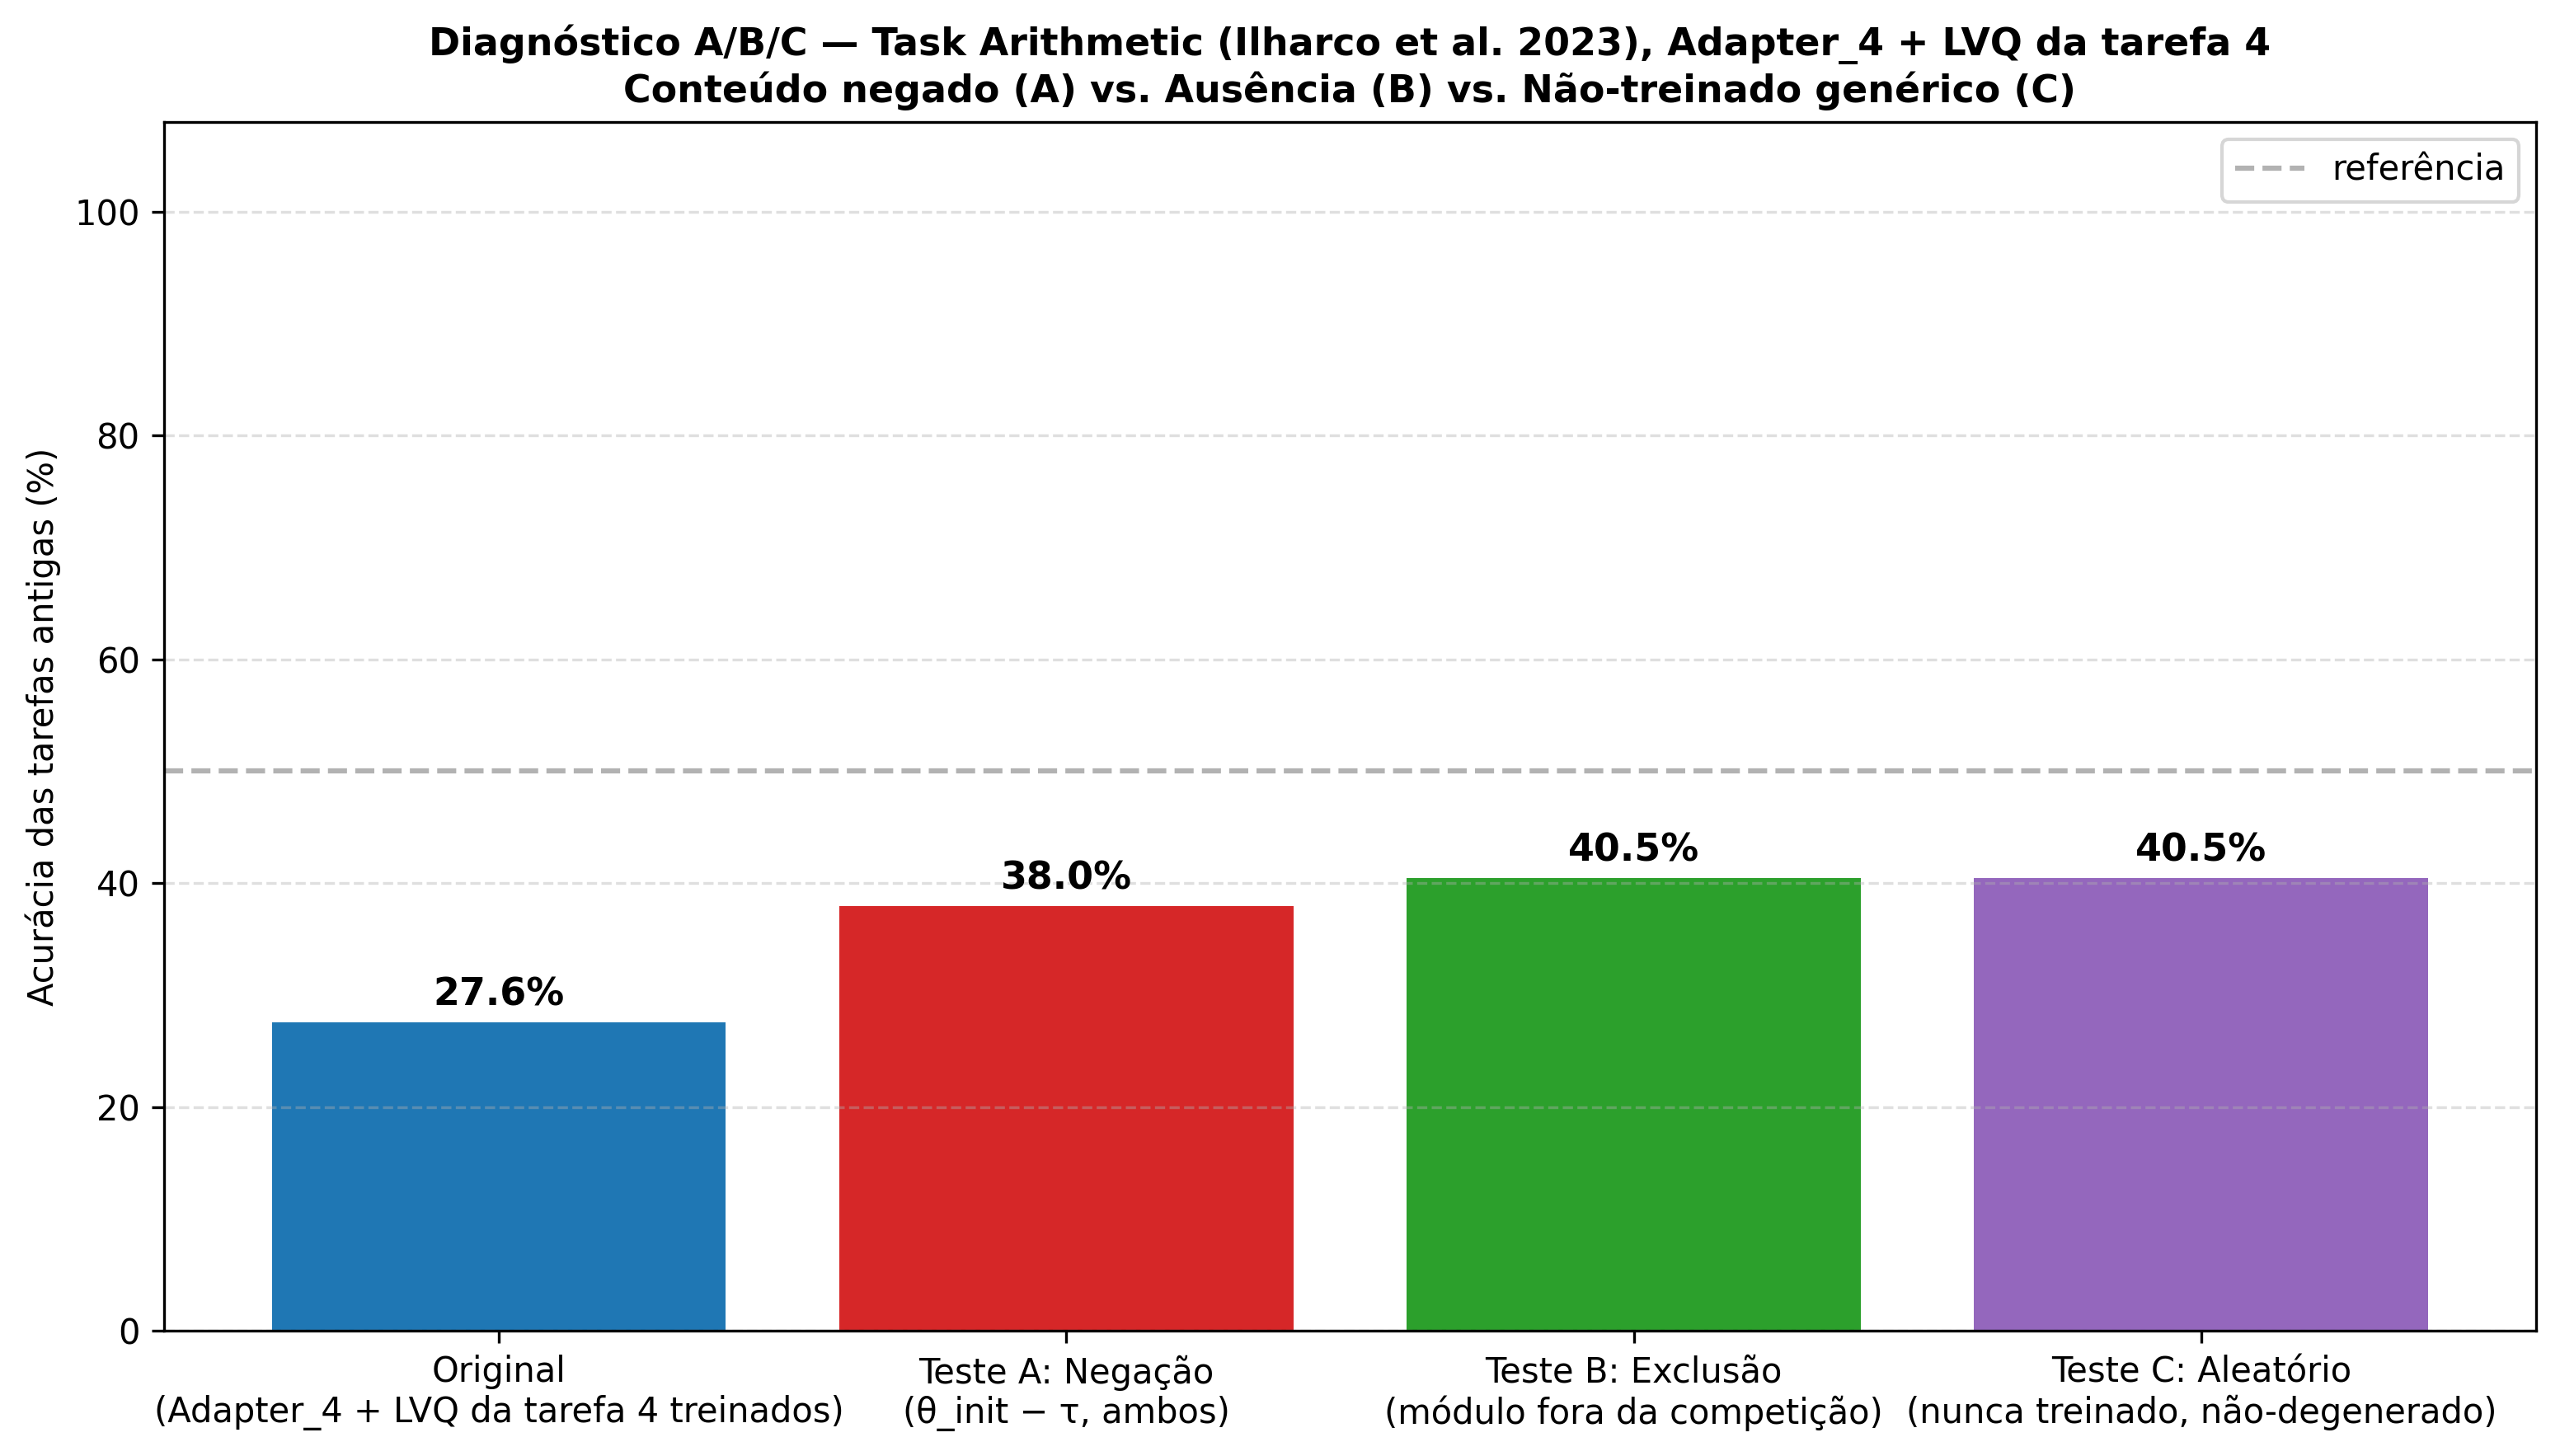 Diagnóstico A/B/C — Task Arithmetic (Ilharco et al. 2023), Adapter_4 + LVQ da tarefa 4
Conteúdo negado (A) vs. Ausência (B) vs. Não-treinado genérico (C)
referência
Acurácia das tarefas antigas (%)
100
80
60
40
20
0
27.6%
38.0%
40.5%
40.5%
Original
(Adapter_4 + LVQ da tarefa 4 treinados)
Teste A: Negação
(θ_init − τ, ambos)
Teste B: Exclusão
(módulo fora da competição)
Teste C: Aleatório
(nunca treinado, não-degenerado)